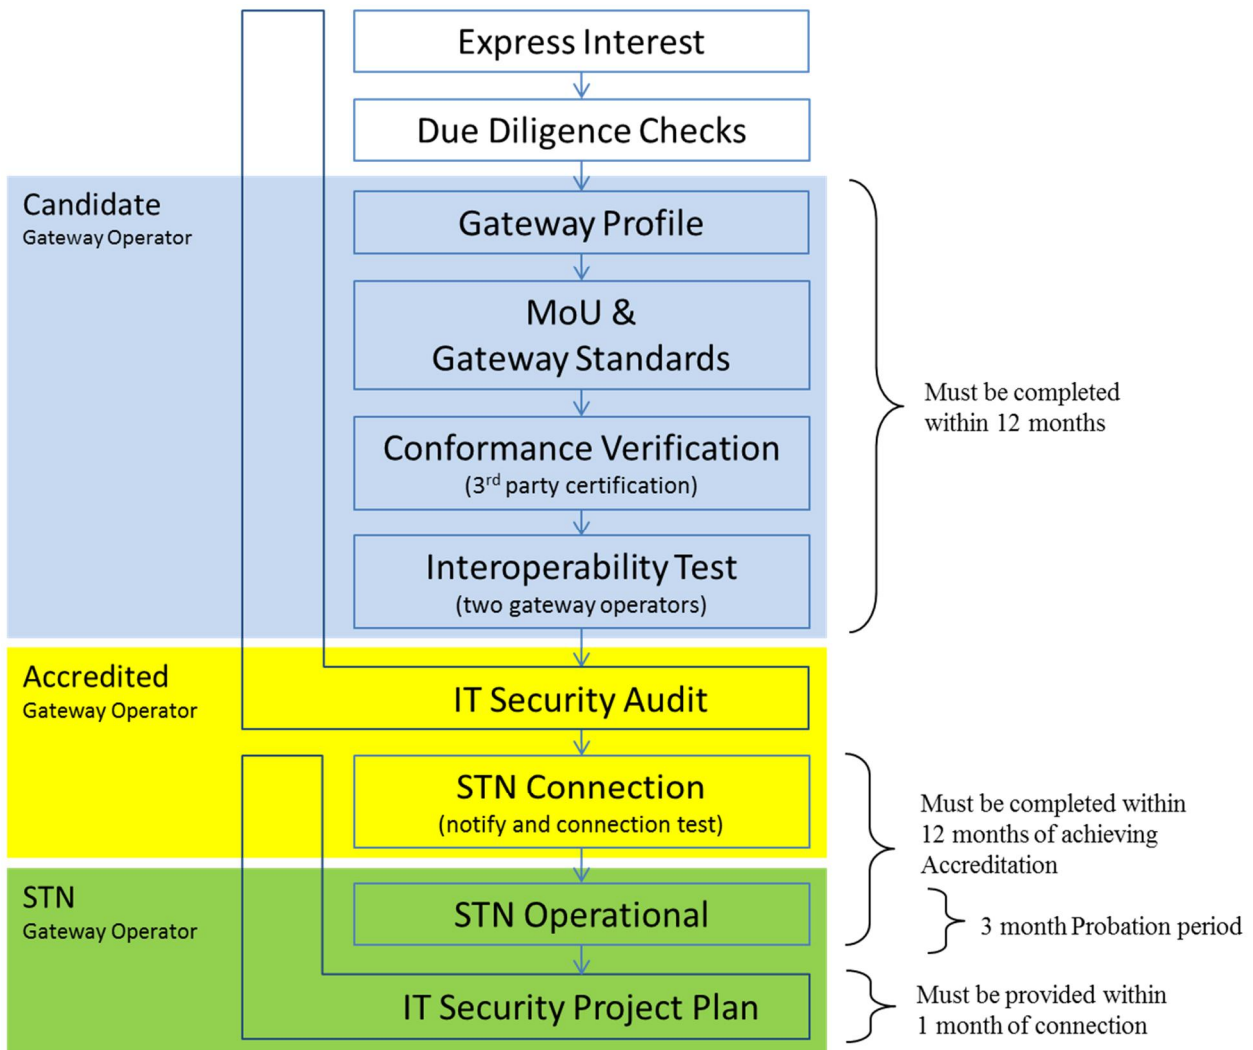 Express Interest
Due Diligence Checks
Candidate
Gateway Operator
Gateway Profile
MoU &
Gateway Standards
Conformance Verification
(3rd party certification)
Interoperability Test
(two gateway operators)
Must be completed
within 12 months
Accredited
Gateway Operator
IT Security Audit
STN Connection
(notify and connection test)
Must be completed within
12 months of achieving
Accreditation
STN
Gateway Operator
STN Operational
3 month Probation period
IT Security Project Plan
Must be provided within
1 month of connection